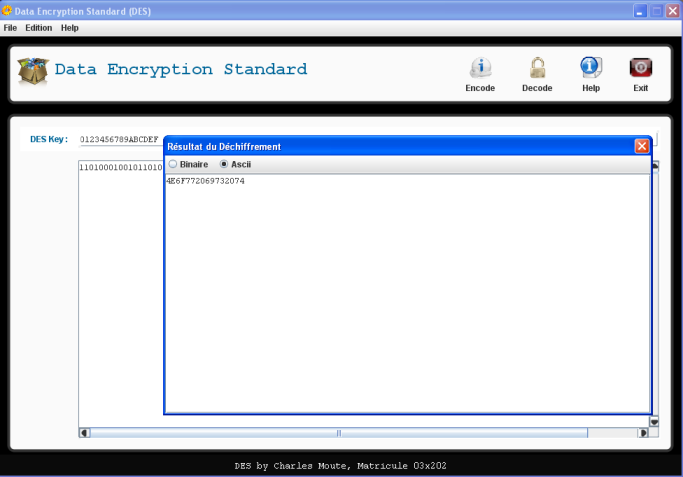 Data Encryption Standard (DES)
File Edition Help
Data Encryption Standard
Encode Decode Help Exit
DES Key : 0123456789ABCDEF
Résultat du Déchiffrement
Binaire Ascii
1101000100101101
4E6F772069732074
DES by Charles Moute, Matricule 03x202